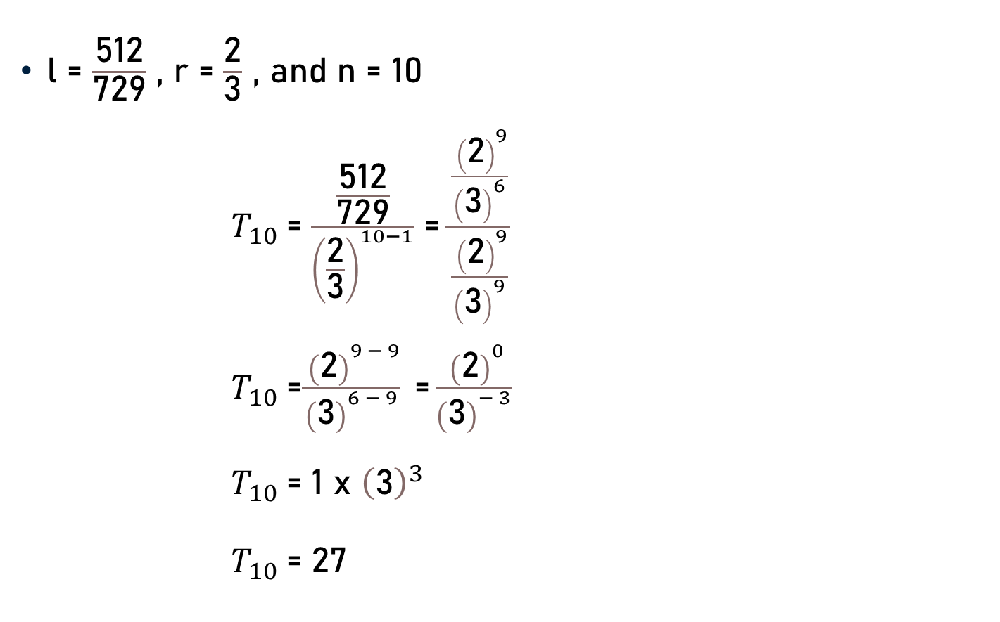 • l = 512/729 , r = 2/3 , and n = 10
T₁₀ = (512/729)/(2/3)¹⁰⁻¹ = ((2)⁹/(3)⁶)/((2)⁹/(3)⁹)
T₁₀ = (2)⁹ ⁻ ⁹/(3)⁶ ⁻ ⁹ = (2)⁰/(3)⁻ ³
T₁₀ = 1 x (3)³
T₁₀ = 27